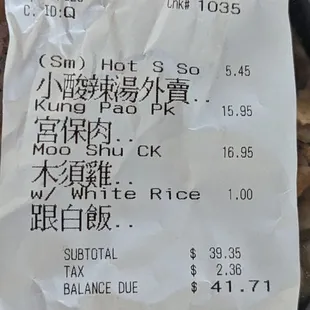 C. ID:Q
Chk# 1035
(Sm) Hot S So 5.45
小酸辣湯外賣..
Kung Pao Pk 15.95
宮保肉..
Moo Shu CK 16.95
木須雞..
w/ White Rice 1.00
跟白飯..
SUBTOTAL $ 39.35
TAX $ 2.36
BALANCE DUE $ 41.71